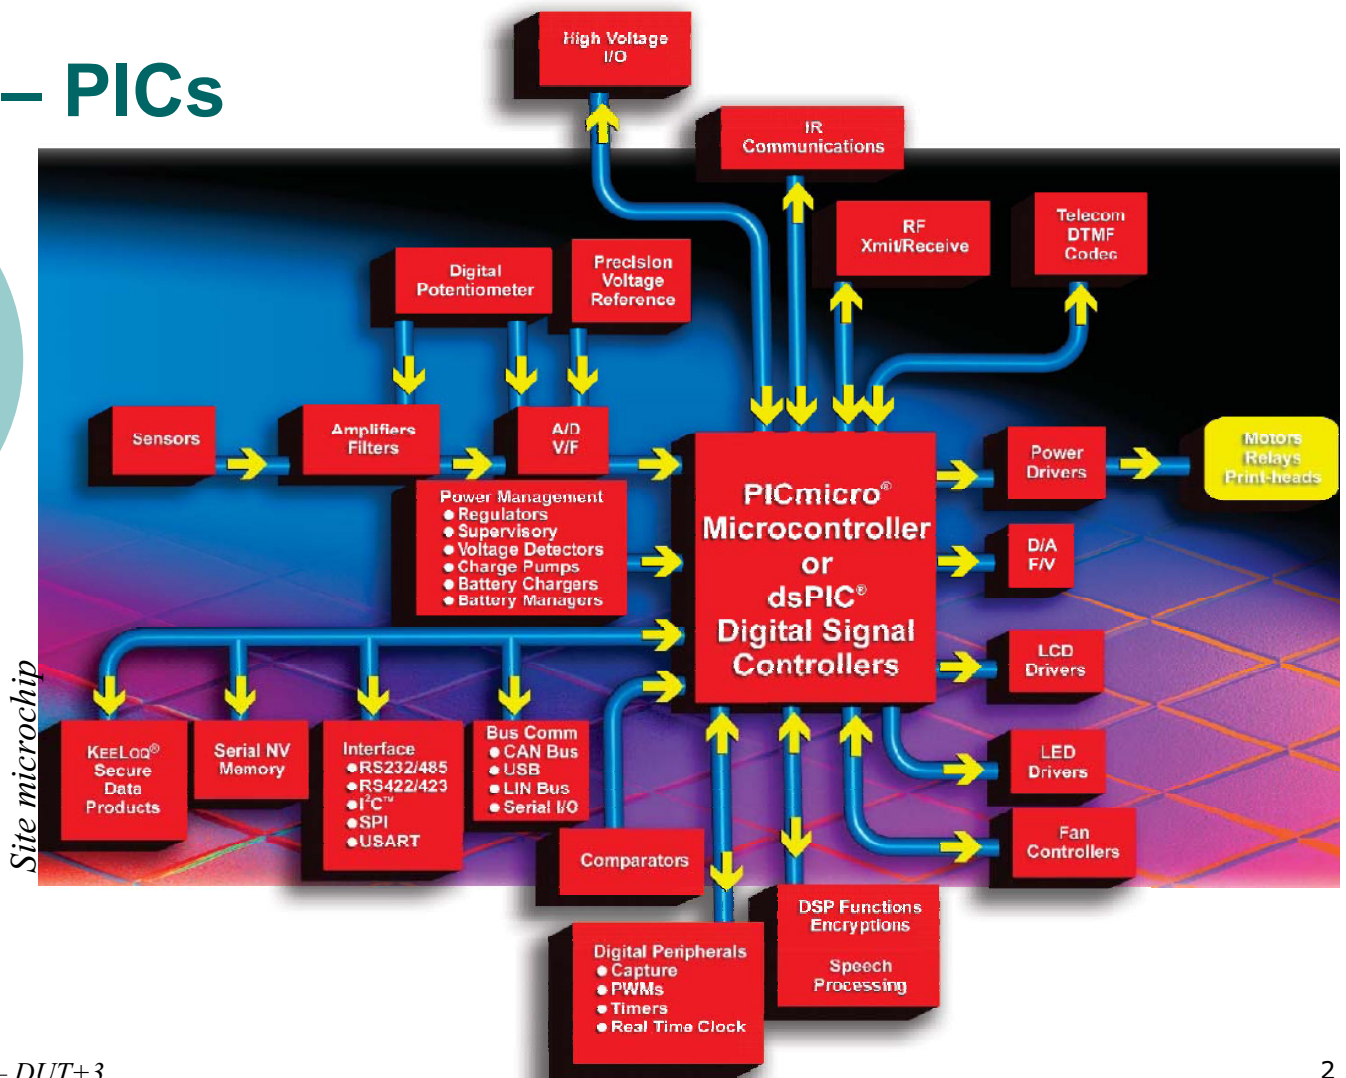 – PICs
High Voltage
I/O
IR
Communications
RF
Xmit/Receive
Telecom
DTMF
Codec
Digital
Potentiometer
Precision
Voltage
Reference
Sensors
Amplifiers
Filters
A/D
V/F
Power Management
● Regulators
● Supervisory
● Voltage Detectors
● Charge Pumps
● Battery Chargers
● Battery Managers
PICmicro®
Microcontroller
or
dsPIC®
Digital Signal
Controllers
Power
Drivers
Motors
Relays
Print-heads
D/A
F/V
LCD
Drivers
LED
Drivers
Fan
Controllers
KEELOQ®
Secure
Data
Products
Serial NV
Memory
Interface
● RS232/485
● RS422/423
● I²C™
● SPI
● USART
Bus Comm
● CAN Bus
● USB
● LIN Bus
● Serial I/O
Comparators
Digital Peripherals
● Capture
● PWMs
● Timers
● Real Time Clock
DSP Functions
Encryptions
Speech
Processing
Site microchip
– DUT+3
2